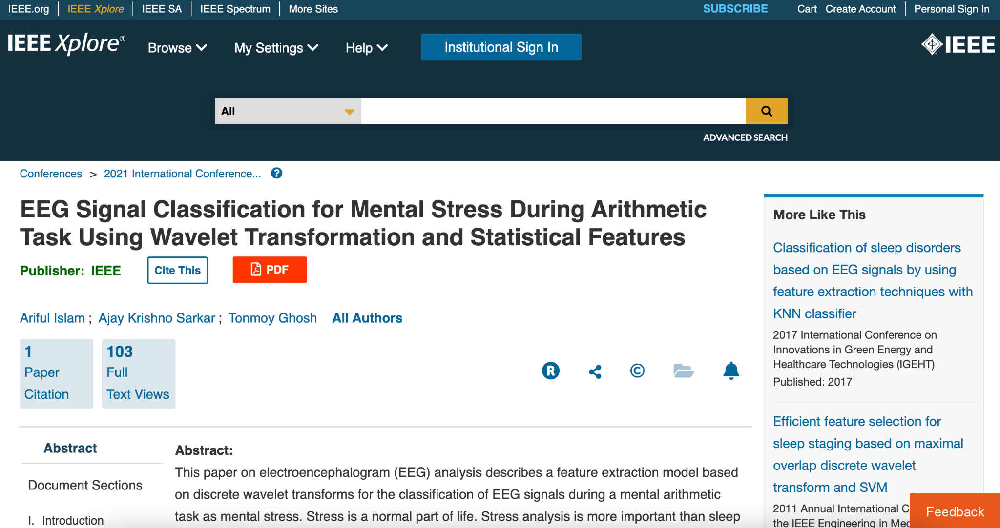 IEEE.org
IEEE Xplore
IEEE SA
IEEE Spectrum
More Sites
SUBSCRIBE
Cart
Create Account
Personal Sign In
IEEE Xplore®
Browse
My Settings
Help
Institutional Sign In
IEEE
All
ADVANCED SEARCH
Conferences > 2021 International Conference... ?
EEG Signal Classification for Mental Stress During Arithmetic
Task Using Wavelet Transformation and Statistical Features
Publisher: IEEE
Cite This
PDF
Ariful Islam ; Ajay Krishno Sarkar ; Tonmoy Ghosh All Authors
1
Paper
Citation
103
Full
Text Views
R
©
Abstract
Document Sections
I. Introduction
Abstract:
This paper on electroencephalogram (EEG) analysis describes a feature extraction model based
on discrete wavelet transforms for the classification of EEG signals during a mental arithmetic
task as mental stress. Stress is a normal part of life. Stress analysis is more important than sleep
More Like This
Classification of sleep disorders
based on EEG signals by using
feature extraction techniques with
KNN classifier
2017 International Conference on
Innovations in Green Energy and
Healthcare Technologies (IGEHT)
Published: 2017
Efficient feature selection for
sleep staging based on maximal
overlap discrete wavelet
transform and SVM
2011 Annual International C
the IEEE Engineering in Mec
Feedback